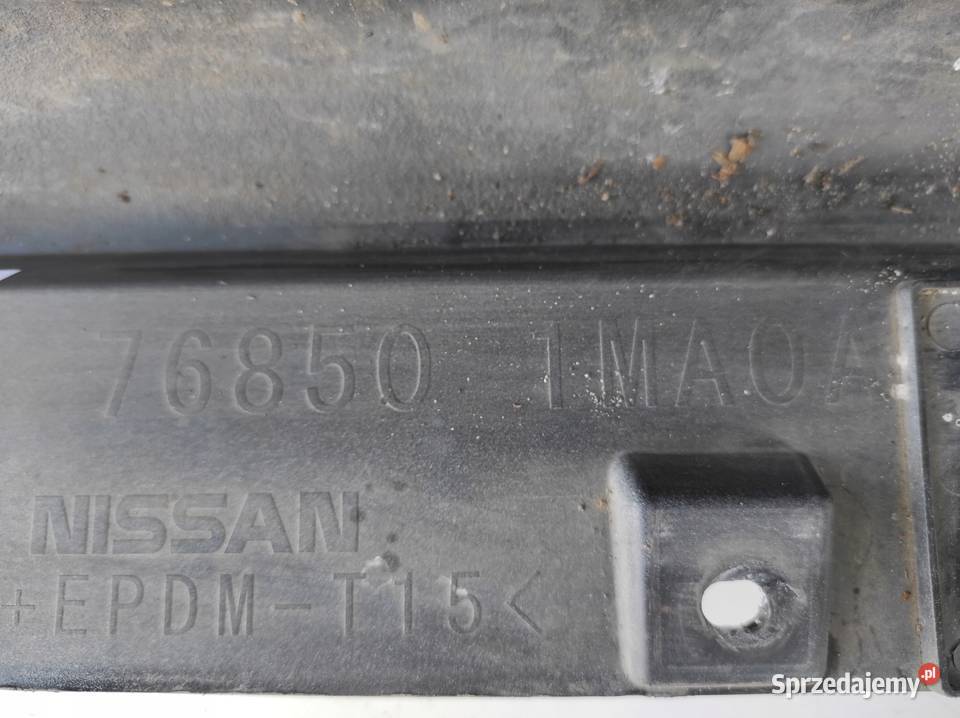 76850 1MA0A
NISSAN
+EPDM-T15<
Sprzedajemy.pl